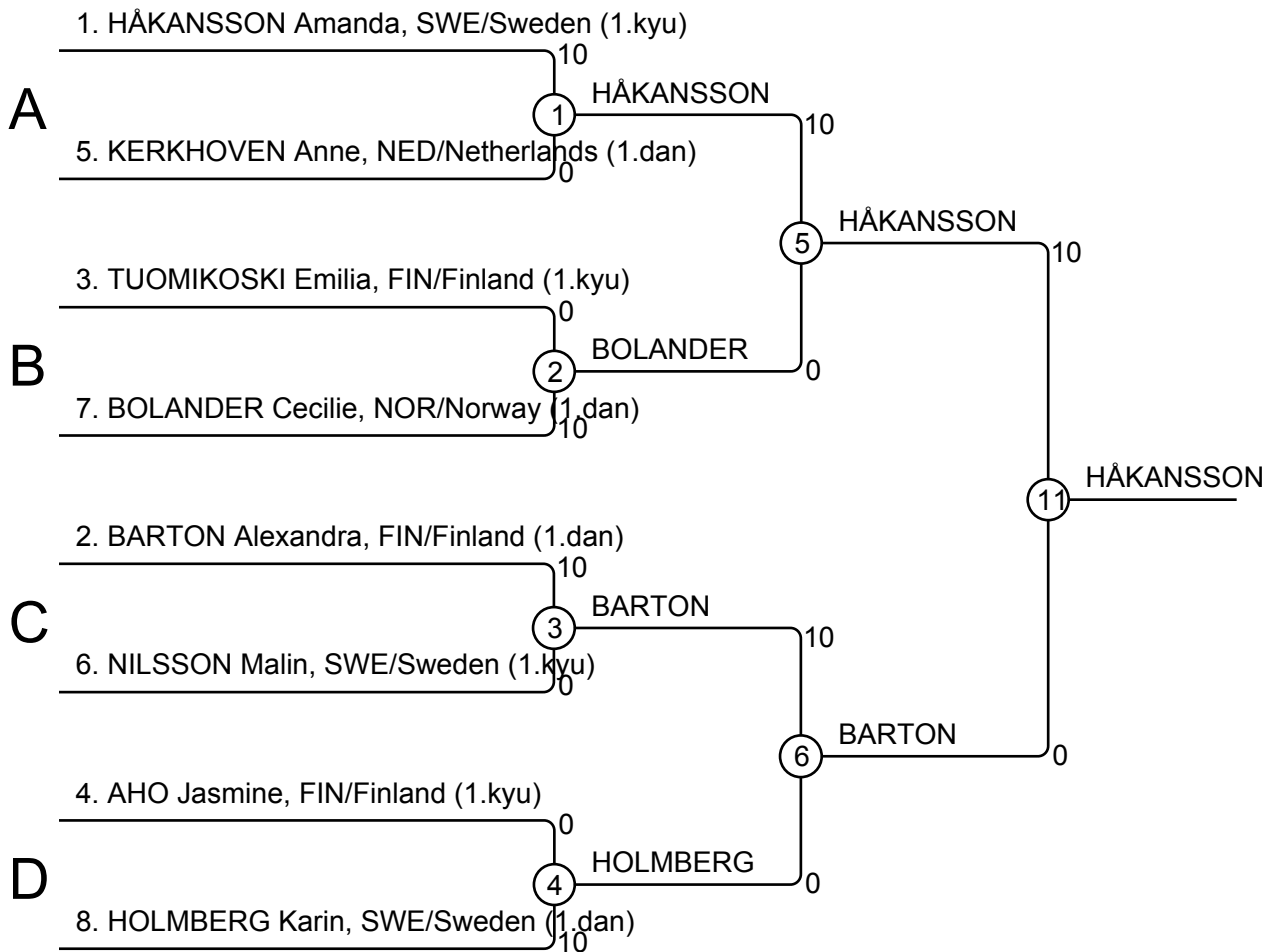 1. HÅKANSSON Amanda, SWE/Sweden (1.kyu)
10
A
1
HÅKANSSON
10
5. KERKHOVEN Anne, NED/Netherlands (1.dan)
0
5
HÅKANSSON
10
3. TUOMIKOSKI Emilia, FIN/Finland (1.kyu)
0
B
2
BOLANDER
0
7. BOLANDER Cecilie, NOR/Norway (1.dan)
10
11
HÅKANSSON
2. BARTON Alexandra, FIN/Finland (1.dan)
10
C
3
BARTON
10
6. NILSSON Malin, SWE/Sweden (1.kyu)
0
6
BARTON
0
4. AHO Jasmine, FIN/Finland (1.kyu)
0
D
4
HOLMBERG
0
8. HOLMBERG Karin, SWE/Sweden (1.dan)
10